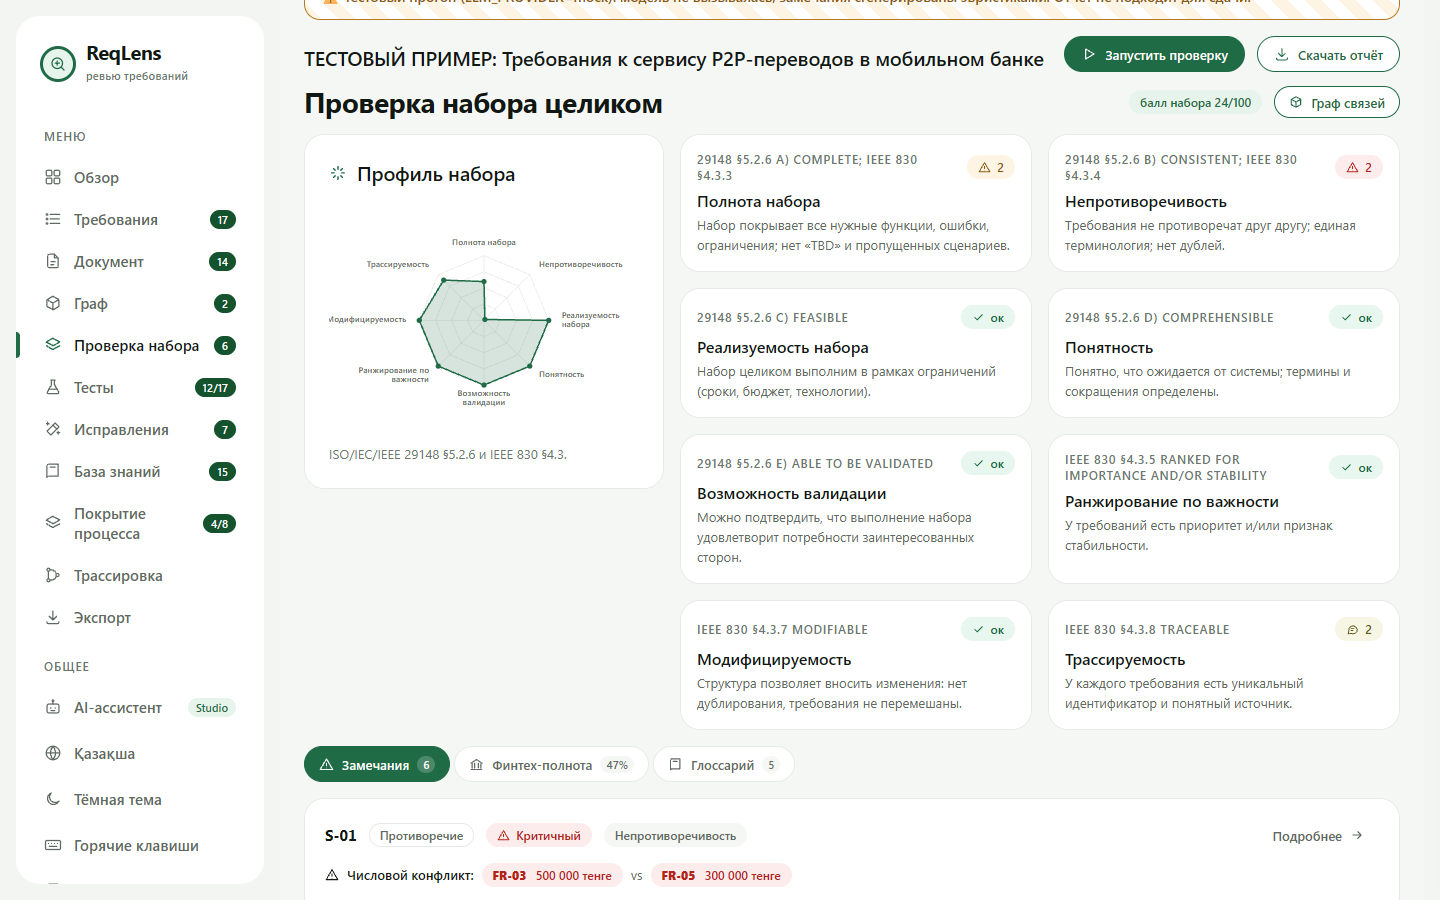 ReqLens
ревью требований
МЕНЮ
Обзор
Требования 17
Документ 14
Граф 2
Проверка набора 6
Тесты 12/17
Исправления 7
База знаний 15
Покрытие
процесса 4/8
Трассировка
Экспорт
ОБЩЕЕ
AI-ассистент Studio
Қазақша
Тёмная тема
Горячие клавиши
ТЕСТОВЫЙ ПРИМЕР: Требования к сервису P2P-переводов в мобильном банке
Запустить проверку
Скачать отчёт
Проверка набора целиком
балл набора 24/100
Граф связей
Профиль набора
Полнота набора
Трассируемость
Непротиворечивость
Модифицируемость
Реализуемость
набора
Ранжирование по
важности
Понятность
Возможность
валидации
ISO/IEC/IEEE 29148 §5.2.6 и IEEE 830 §4.3.
29148 §5.2.6 A) COMPLETE; IEEE 830
§4.3.3
2
Полнота набора
Набор покрывает все нужные функции, ошибки,
ограничения; нет «TBD» и пропущенных сценариев.
29148 §5.2.6 B) CONSISTENT; IEEE 830
§4.3.4
2
Непротиворечивость
Требования не противоречат друг другу; единая
терминология; нет дублей.
29148 §5.2.6 C) FEASIBLE
ок
Реализуемость набора
Набор целиком выполним в рамках ограничений
(сроки, бюджет, технологии).
29148 §5.2.6 D) COMPREHENSIBLE
ок
Понятность
Понятно, что ожидается от системы; термины и
сокращения определены.
29148 §5.2.6 E) ABLE TO BE VALIDATED
ок
Возможность валидации
Можно подтвердить, что выполнение набора
удовлетворит потребности заинтересованных
сторон.
IEEE 830 §4.3.5 RANKED FOR
IMPORTANCE AND/OR STABILITY
ок
Ранжирование по важности
У требований есть приоритет и/или признак
стабильности.
IEEE 830 §4.3.7 MODIFIABLE
ок
Модифицируемость
Структура позволяет вносить изменения: нет
дублирования, требования не перемешаны.
IEEE 830 §4.3.8 TRACEABLE
2
Трассируемость
У каждого требования есть уникальный
идентификатор и понятный источник.
Замечания 6
Финтех-полнота 47%
Глоссарий 5
S-01 Противоречие Критичный Непротиворечивость
Подробнее
Числовой конфликт: FR-03 500 000 тенге vs FR-05 300 000 тенге